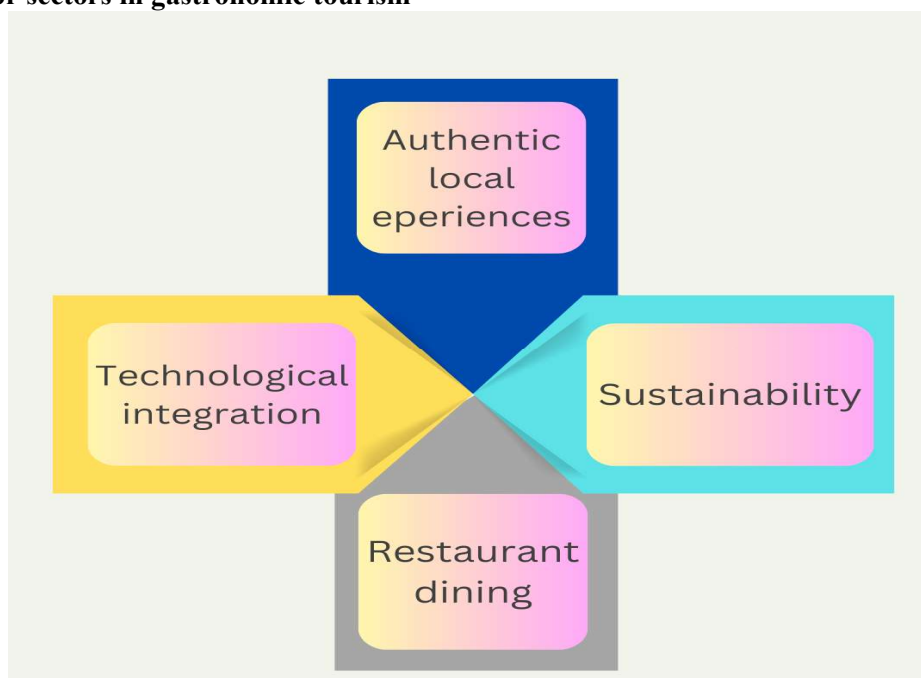 sectors in gastronomic tourism
Authentic
local
eperiences
Technological
integration
Sustainability
Restaurant
dining